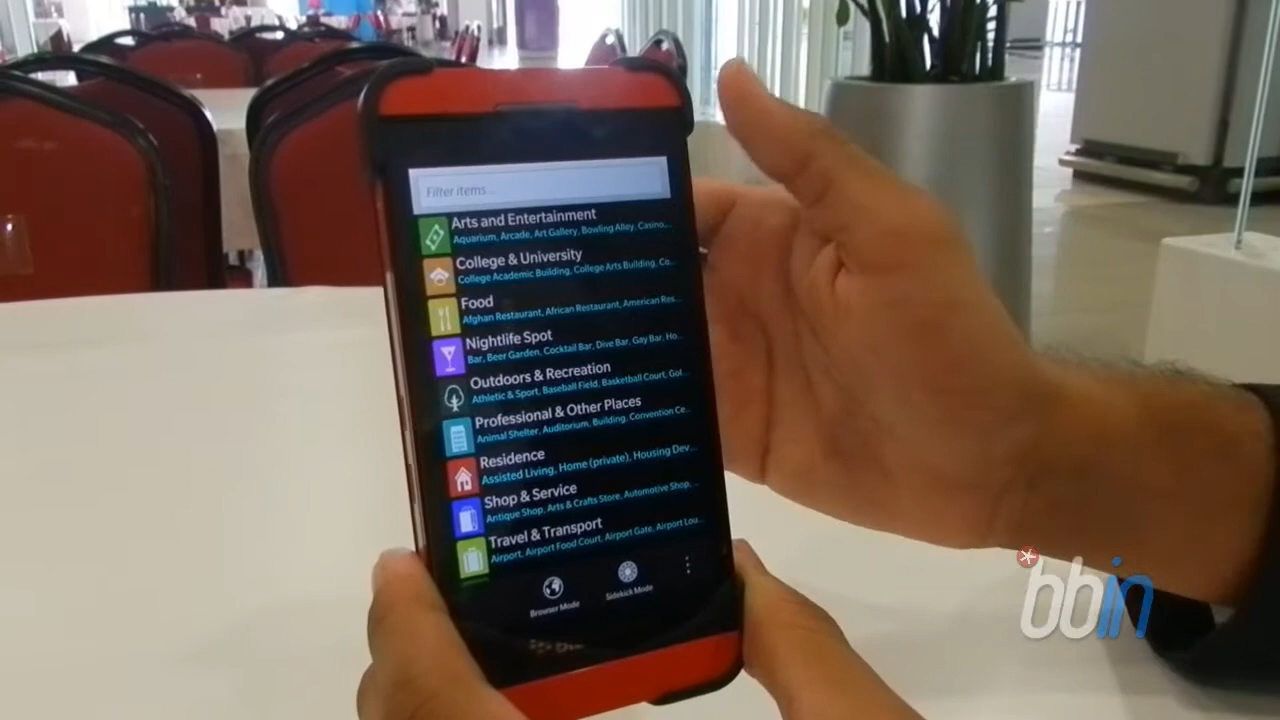 Filter items...
Arts and Entertainment
Aquarium, Arcade, Art Gallery, Bowling Alley, Casino,...
College & University
College Academic Building, College Arts Building, Co...
Food
Afghan Restaurant, African Restaurant, American Res...
Nightlife Spot
Bar, Beer Garden, Cocktail Bar, Dive Bar, Gay Bar, Ho...
Outdoors & Recreation
Athletic & Sport, Baseball Field, Basketball Court, Gol...
Professional & Other Places
Animal Shelter, Auditorium, Building, Convention Ce...
Residence
Assisted Living, Home (private), Housing Dev...
Shop & Service
Antique Shop, Arts & Crafts Store, Automotive Shop, ...
Travel & Transport
Airport, Airport Food Court, Airport Gate, Airport Lou...
Browser Mode
Sidekick Mode
bbin